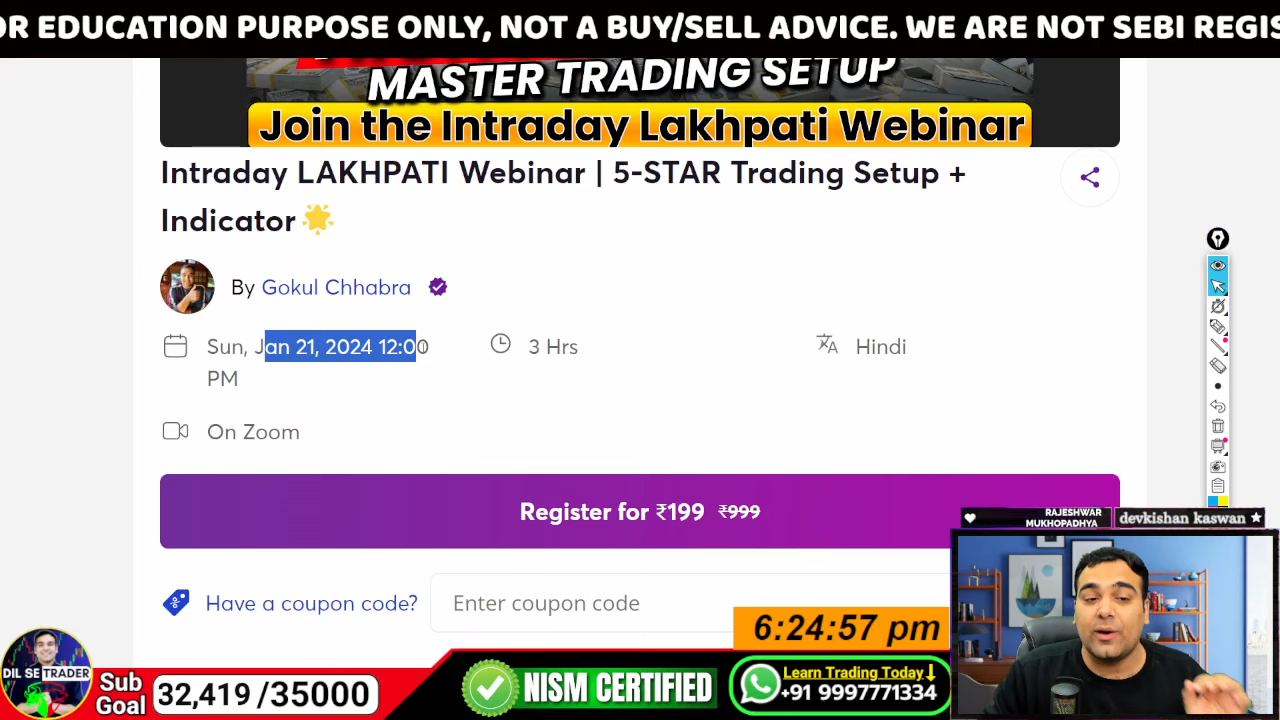 OR EDUCATION PURPOSE ONLY, NOT A BUY/SELL ADVICE. WE ARE NOT SEBI REGIS
MASTER TRADING SETUP
Join the Intraday Lakhpati Webinar
Intraday LAKHPATI Webinar | 5-STAR Trading Setup +
Indicator 🌟
By Gokul Chhabra
Sun, Jan 21, 2024 12:00
PM
3 Hrs
Hindi
On Zoom
Register for ₹199 ₹999
Have a coupon code?
Enter coupon code
RAJESHWAR
MUKHOPADHYA
devkishan kaswan
6:24:57 pm
DIL SE TRADER
Sub
Goal
32,419 /35000
NISM CERTIFIED
Learn Trading Today
+91 9997771334